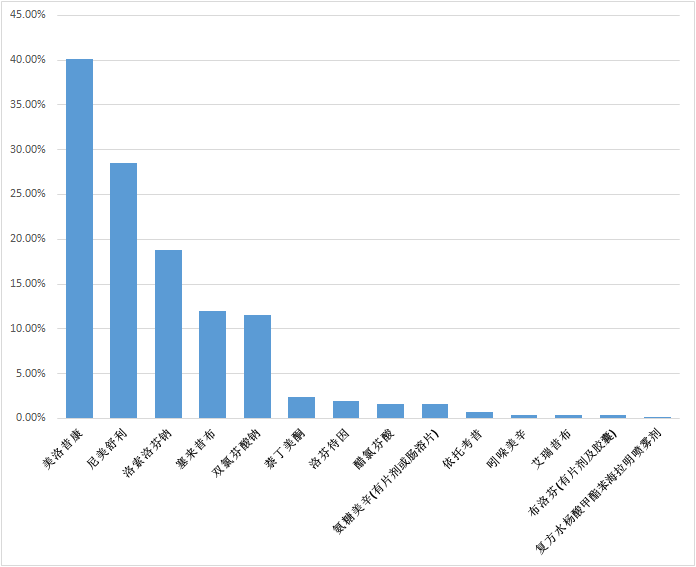 45.00%
40.00%
35.00%
30.00%
25.00%
20.00%
15.00%
10.00%
5.00%
0.00%
美洛昔康
尼美舒利
洛索洛芬钠
塞来昔布
双氯芬酸钠
萘丁美酮
洛芬待因
醋氯芬酸
氨糖美辛(有片剂或肠溶片)
依托考昔
吲哚美辛
艾瑞昔布
布洛芬(有片剂及胶囊)
复方水杨酸甲酯苯海拉明喷雾剂